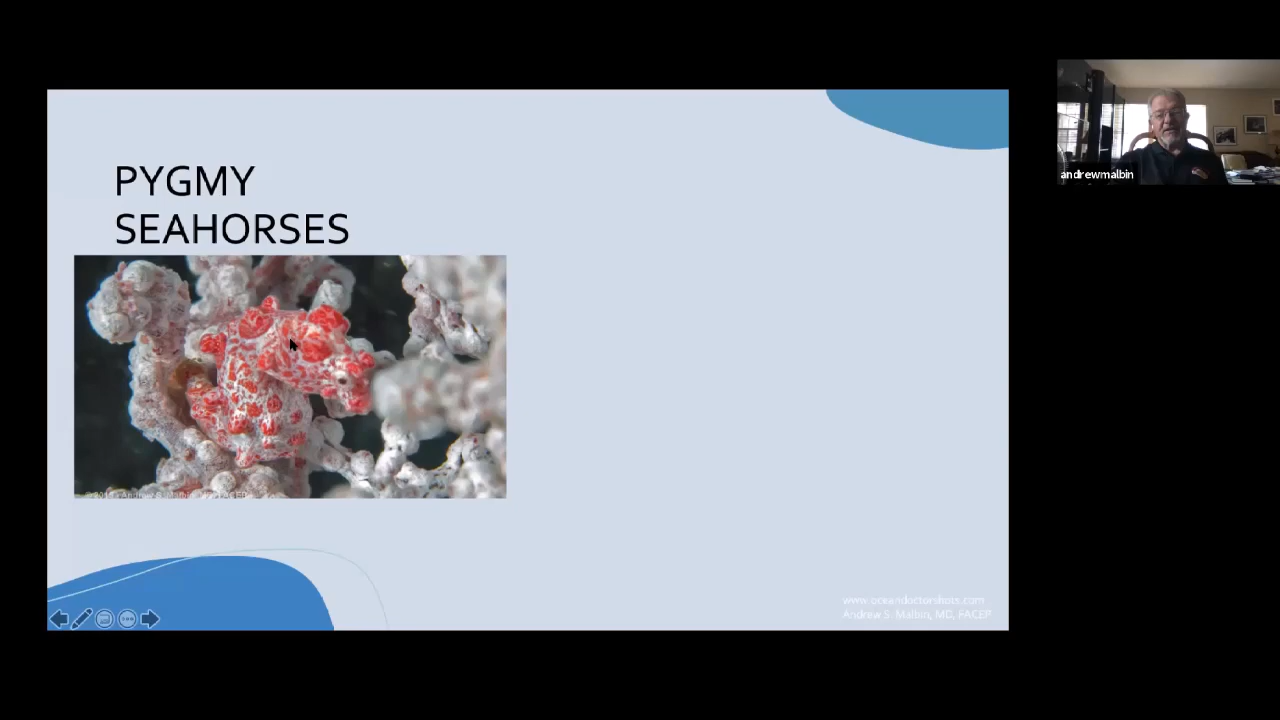 PYGMY
SEAHORSES
andrewmalbin
www.oceandoctorshots.com
Andrew S. Malbin, MD, FACEP